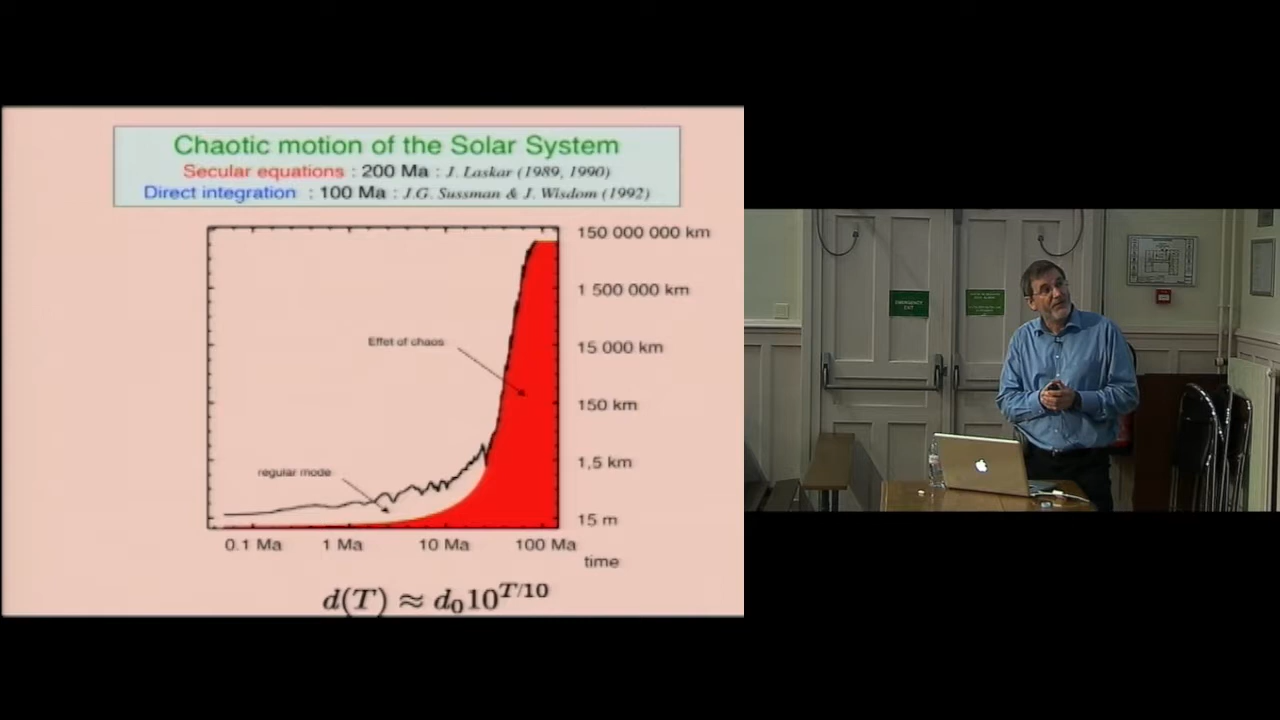 Chaotic motion of the Solar System
Secular equations : 200 Ma : J. Laskar (1989, 1990)
Direct integration : 100 Ma : J.G. Sussman & J. Wisdom (1992)
150 000 000 km
1 500 000 km
15 000 km
150 km
1,5 km
15 m
Effet of chaos
regular mode
0.1 Ma 1 Ma 10 Ma 100 Ma
time
d(T) ≈ d₀10^{T/10}
EMERGENCY
EXIT